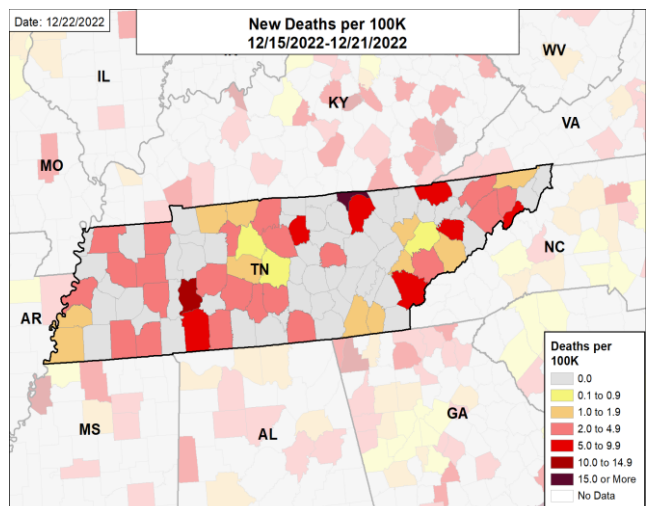 Date: 12/22/2022
New Deaths per 100K
12/15/2022-12/21/2022
WV
IL
KY
VA
MO
NC
TN
AR
MS
AL
GA
Deaths per
100K
0.0
0.1 to 0.9
1.0 to 1.9
2.0 to 4.9
5.0 to 9.9
10.0 to 14.9
15.0 or More
No Data